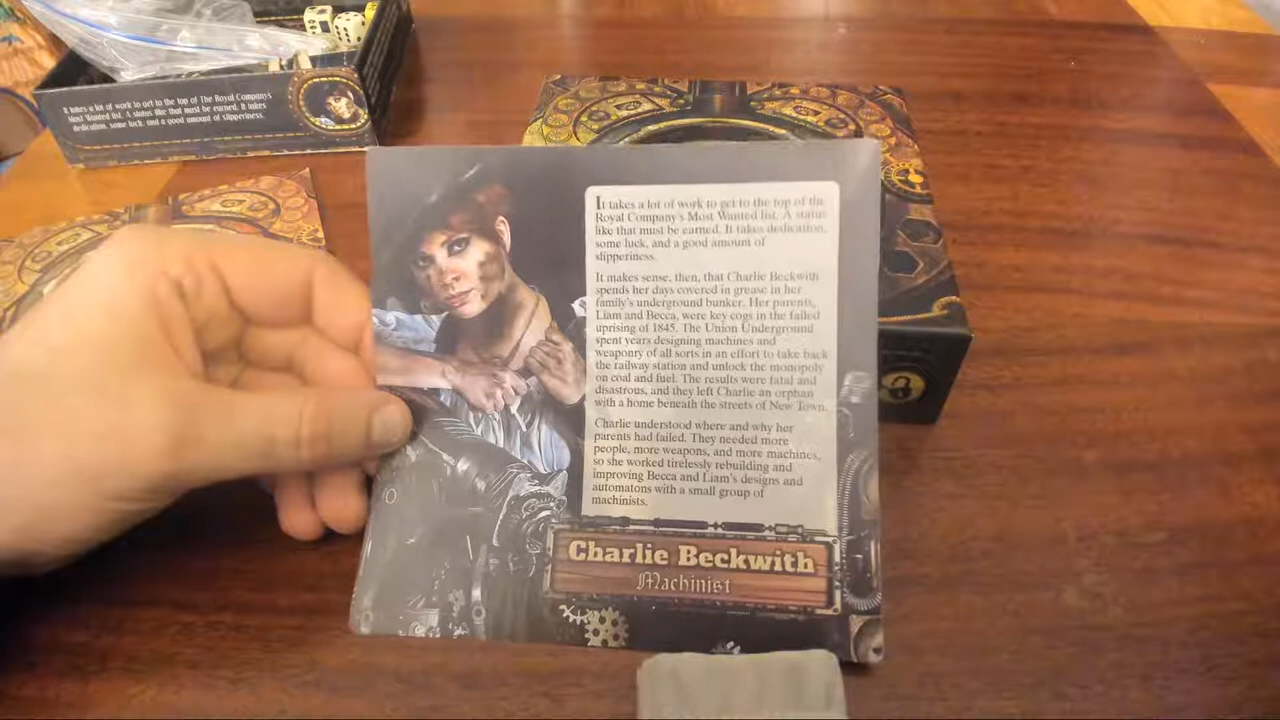 It takes a lot of work to get to the top of The Royal Company's
Most Wanted list. A status like that must be earned. It takes
dedication, some luck, and a good amount of slipperiness.
It takes a lot of work to get to the top of the
Royal Company's Most Wanted list. A status
like that must be earned. It takes dedication,
some luck, and a good amount of
slipperiness.
It makes sense, then, that Charlie Beckwith
spends her days covered in grease in her
family's underground bunker. Her parents,
Liam and Becca, were key cogs in the failed
uprising of 1845. The Union Underground
spent years designing machines and
weaponry of all sorts in an effort to take back
the railway station and unlock the monopoly
on coal and fuel. The results were fatal and
disastrous, and they left Charlie an orphan
with a home beneath the streets of New Town.
Charlie understood where and why her
parents had failed. They needed more
people, more weapons, and more machines,
so she worked tirelessly rebuilding and
improving Becca and Liam's designs and
automatons with a small group of
machinists.
Charlie Beckwith
Machinist